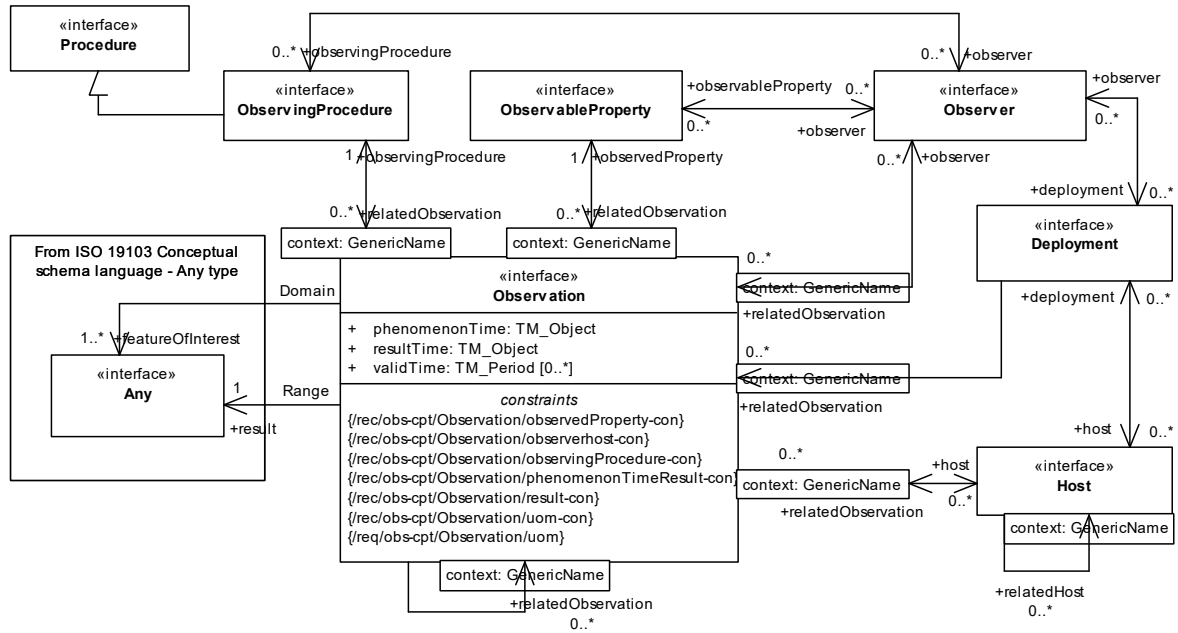 «interface»
Procedure
0..*
+observingProcedure
0..*
+observer
«interface»
ObservingProcedure
«interface»
ObservableProperty
+observableProperty
0..*
0..*
+observer
«interface»
Observer
+observer
0..*
1
+observingProcedure
1
+observedProperty
0..*
+observer
0..*
+relatedObservation
0..*
+relatedObservation
+deployment
0..*
context: GenericName
context: GenericName
«interface»
Deployment
From ISO 19103 Conceptual
schema language - Any type
Domain
1..*
+featureOfInterest
«interface»
Any
Range
1
+result
«interface»
Observation
+ phenomenonTime: TM_Object
+ resultTime: TM_Object
+ validTime: TM_Period [0..*]
constraints
{/rec/obs-cpt/Observation/observedProperty-con}
{/rec/obs-cpt/Observation/observerhost-con}
{/rec/obs-cpt/Observation/observingProcedure-con}
{/rec/obs-cpt/Observation/phenomenonTimeResult-con}
{/rec/obs-cpt/Observation/result-con}
{/rec/obs-cpt/Observation/uom-con}
{/req/obs-cpt/Observation/uom}
0..*
context: GenericName
+relatedObservation
0..*
context: GenericName
+relatedObservation
+deployment
0..*
+host
0..*
0..*
context: GenericName
+relatedObservation
+host
0..*
«interface»
Host
context: GenericName
+relatedHost
0..*
context: GenericName
+relatedObservation
0..*